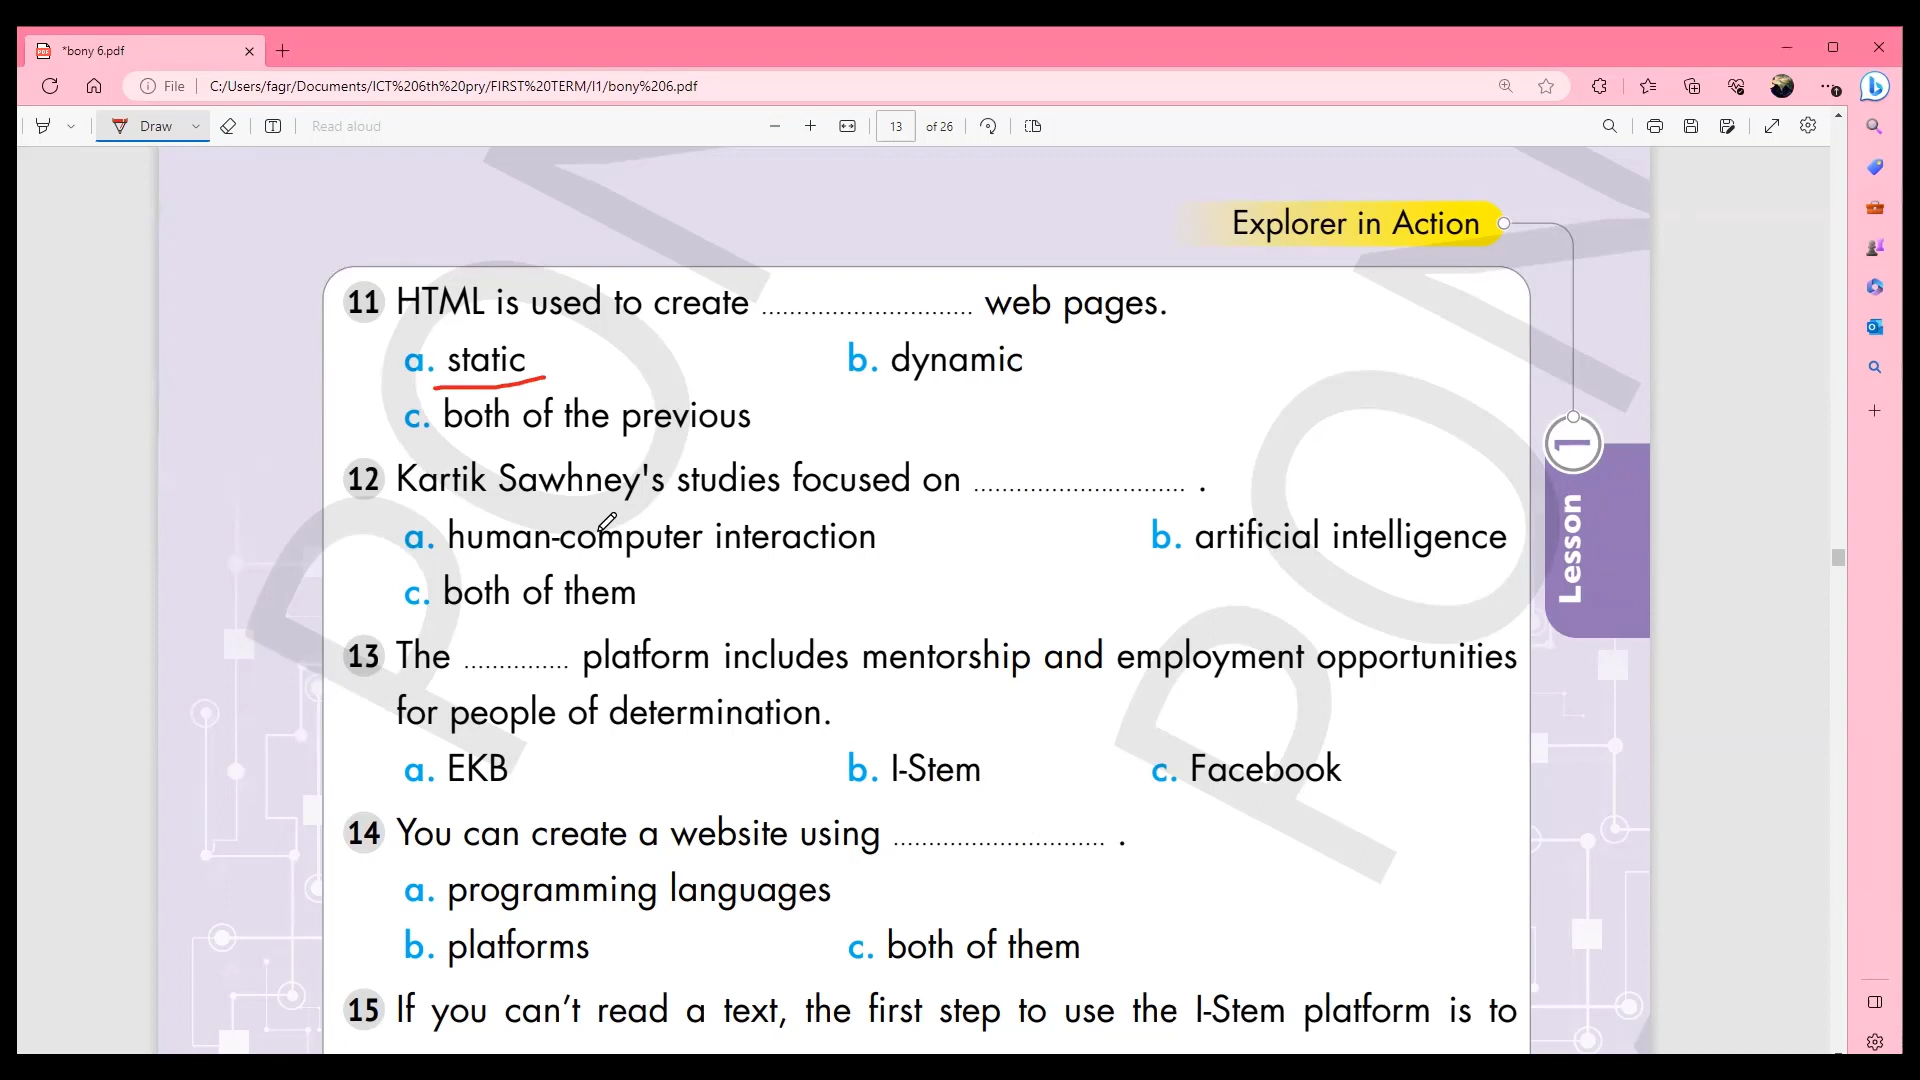 *bony 6.pdf
File
C:/Users/fagr/Documents/ICT%206th%20pry/FIRST%20TERM/l1/bony%206.pdf
Draw
Read aloud
13
of 26
Explorer in Action
11 HTML is used to create ............................. web pages.
a. static b. dynamic
c. both of the previous
12 Kartik Sawhney's studies focused on ............................. .
a. human-computer interaction b. artificial intelligence
c. both of them
13 The ............... platform includes mentorship and employment opportunities
for people of determination.
a. EKB b. I-Stem c. Facebook
14 You can create a website using ............................. .
a. programming languages
b. platforms c. both of them
15 If you can’t read a text, the first step to use the I-Stem platform is to
Lesson 1